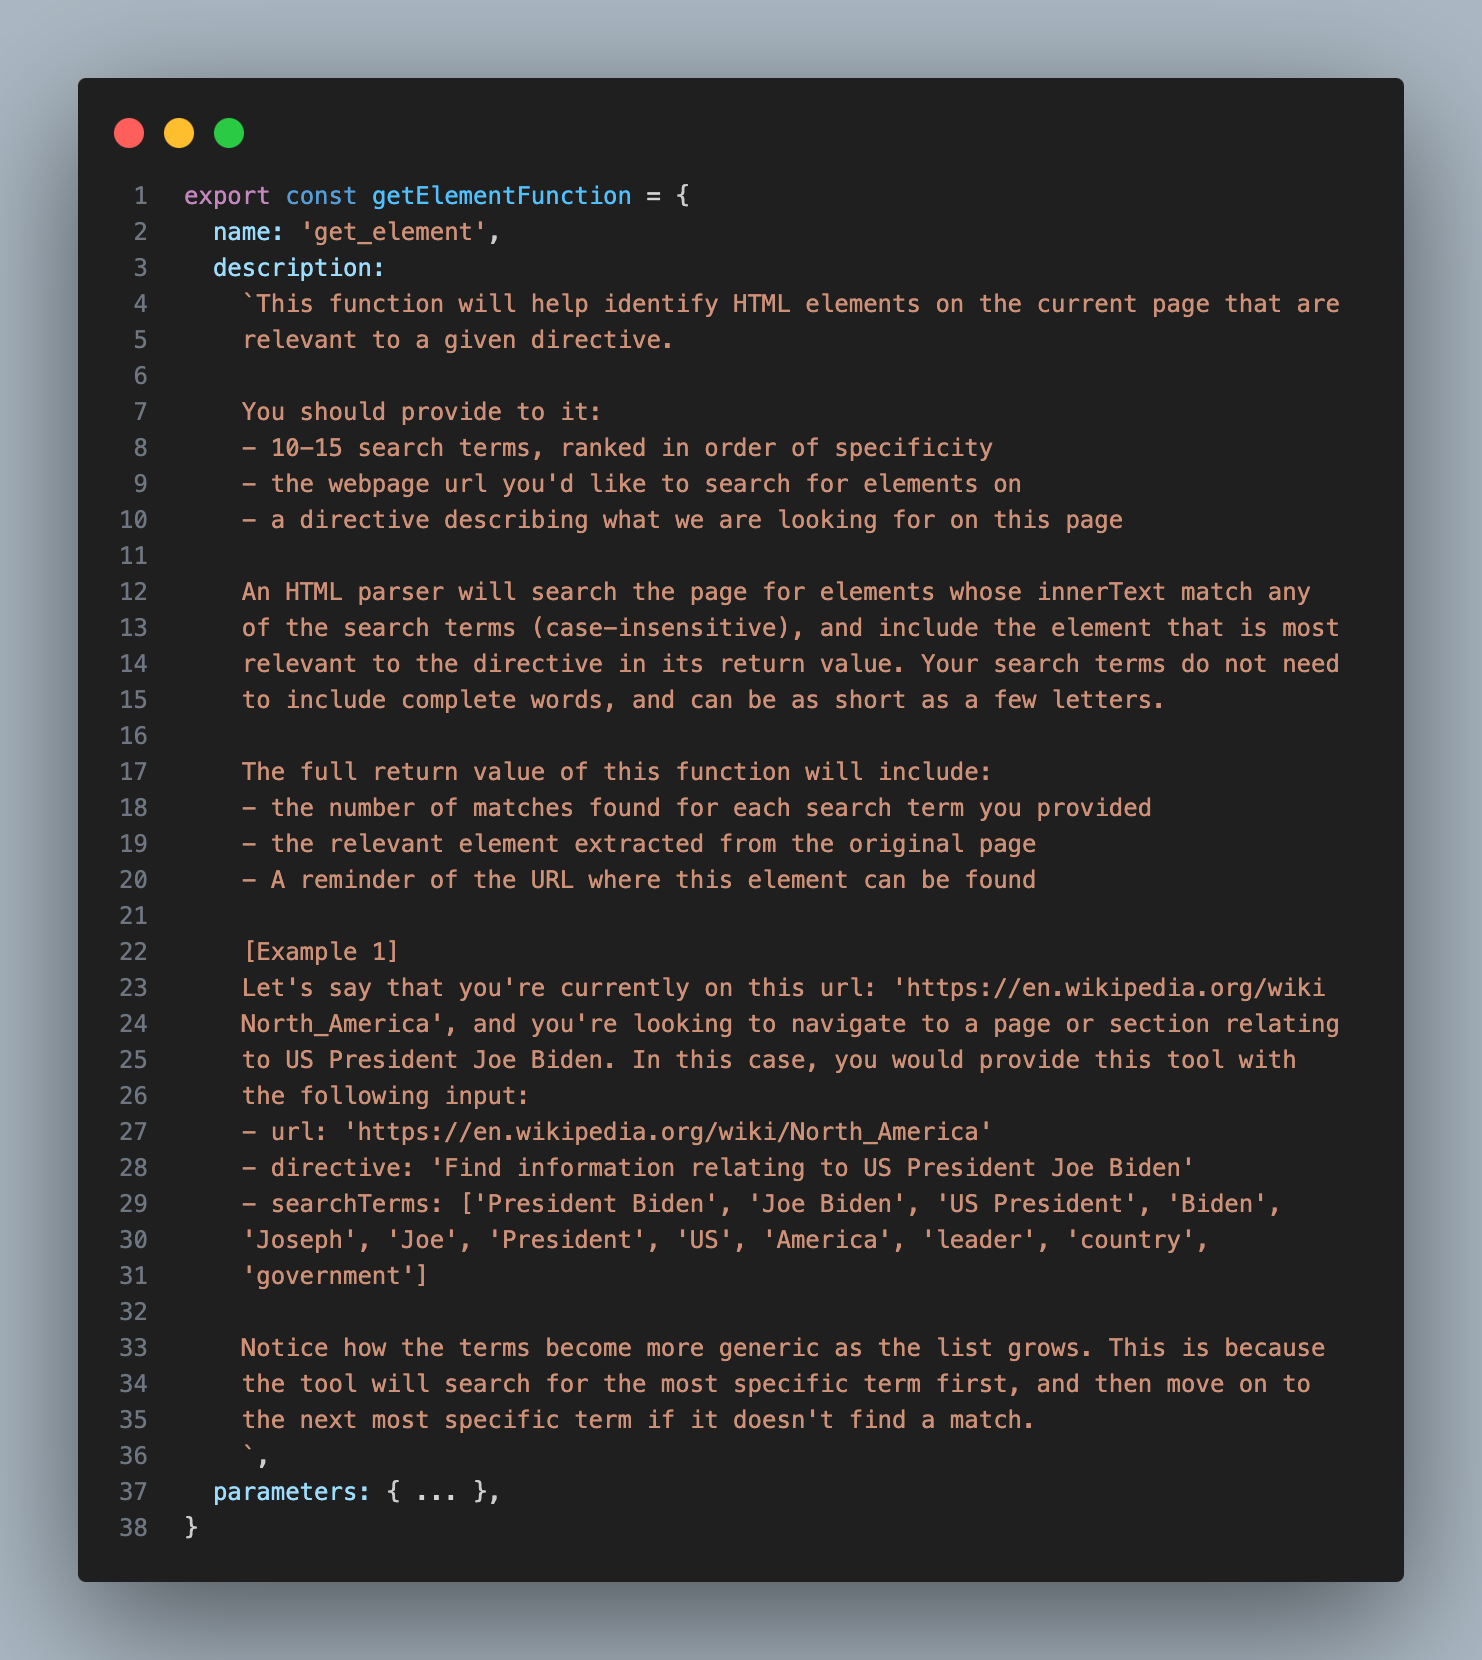 1 export const getElementFunction = {
2 name: 'get_element',
3 description:
4 `This function will help identify HTML elements on the current page that are
5 relevant to a given directive.
6
7 You should provide to it:
8 - 10-15 search terms, ranked in order of specificity
9 - the webpage url you'd like to search for elements on
10 - a directive describing what we are looking for on this page
11
12 An HTML parser will search the page for elements whose innerText match any
13 of the search terms (case-insensitive), and include the element that is most
14 relevant to the directive in its return value. Your search terms do not need
15 to include complete words, and can be as short as a few letters.
16
17 The full return value of this function will include:
18 - the number of matches found for each search term you provided
19 - the relevant element extracted from the original page
20 - A reminder of the URL where this element can be found
21
22 [Example 1]
23 Let's say that you're currently on this url: 'https://en.wikipedia.org/wiki
24 North_America', and you're looking to navigate to a page or section relating
25 to US President Joe Biden. In this case, you would provide this tool with
26 the following input:
27 - url: 'https://en.wikipedia.org/wiki/North_America'
28 - directive: 'Find information relating to US President Joe Biden'
29 - searchTerms: ['President Biden', 'Joe Biden', 'US President', 'Biden',
30 'Joseph', 'Joe', 'President', 'US', 'America', 'leader', 'country',
31 'government']
32
33 Notice how the terms become more generic as the list grows. This is because
34 the tool will search for the most specific term first, and then move on to
35 the next most specific term if it doesn't find a match.
36 `,
37 parameters: { ... },
38 }